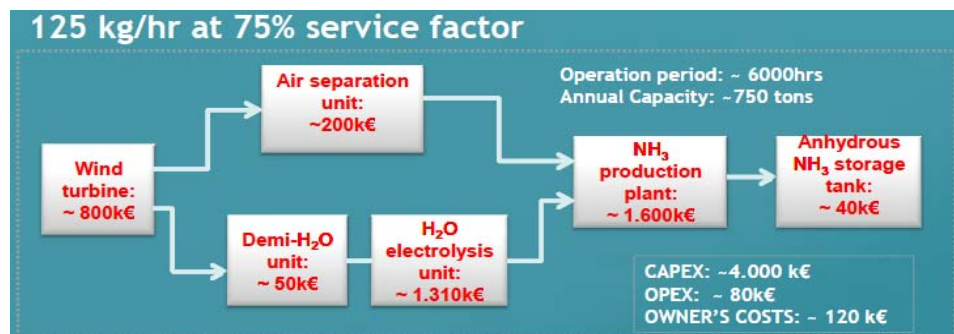 125 kg/hr at 75% service factor
Air separation
unit:
~200k€
Operation period: ~ 6000hrs
Annual Capacity: ~750 tons
Wind
turbine:
~ 800k€
Demi-H₂O
unit:
~ 50k€
H₂O
electrolysis
unit:
~ 1.310k€
NH₃
production
plant:
~ 1.600k€
Anhydrous
NH₃ storage
tank:
~ 40k€
CAPEX: ~4.000 k€
OPEX: ~ 80k€
OWNER'S COSTS: ~ 120 k€